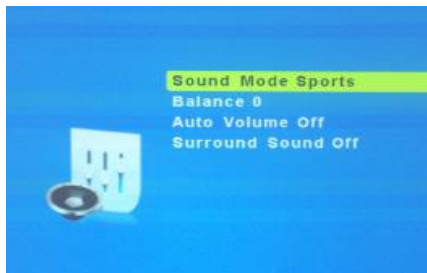 Sound Mode Sports
Balance 0
Auto Volume Off
Surround Sound Off